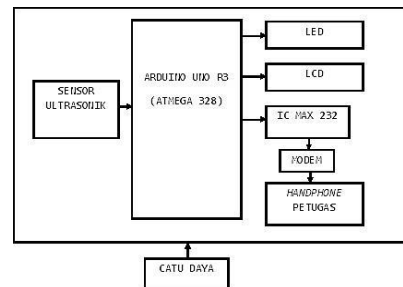 LED
LCD
SENSOR
ULTRASONIK
ARDUINO UNO R3
(ATMEGA 328)
IC MAX 232
MODEM
HANDPHONE
PETUGAS
CATU DAYA